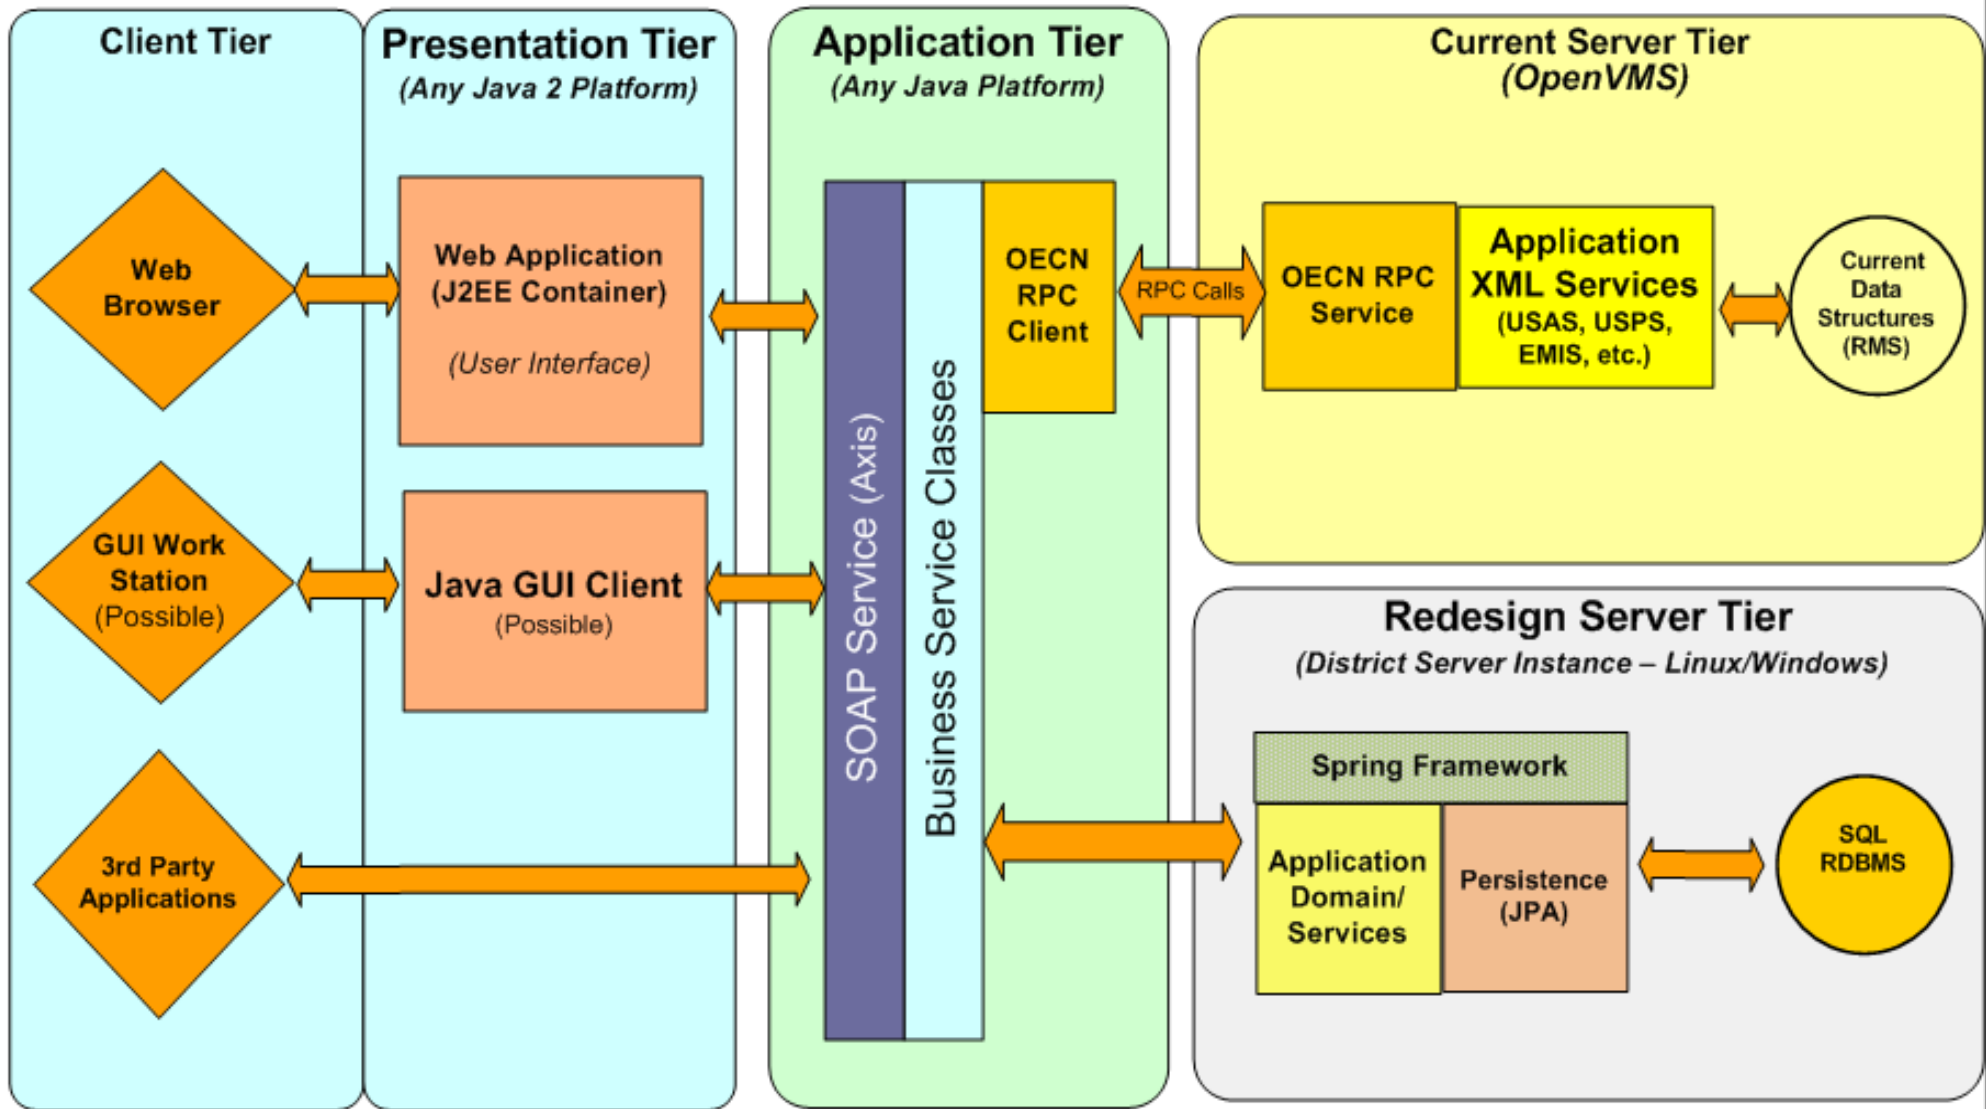 Client Tier
Presentation Tier
(Any Java 2 Platform)
Application Tier
(Any Java Platform)
Current Server Tier
(OpenVMS)
Web
Browser
Web Application
(J2EE Container)
(User Interface)
OECN
RPC
Client
RPC Calls
OECN RPC
Service
Application
XML Services
(USAS, USPS,
EMIS, etc.)
Current
Data
Structures
(RMS)
GUI Work
Station
(Possible)
Java GUI Client
(Possible)
SOAP Service (Axis)
Business Service Classes
Redesign Server Tier
(District Server Instance – Linux/Windows)
3rd Party
Applications
Spring Framework
Application
Domain/
Services
Persistence
(JPA)
SQL
RDBMS